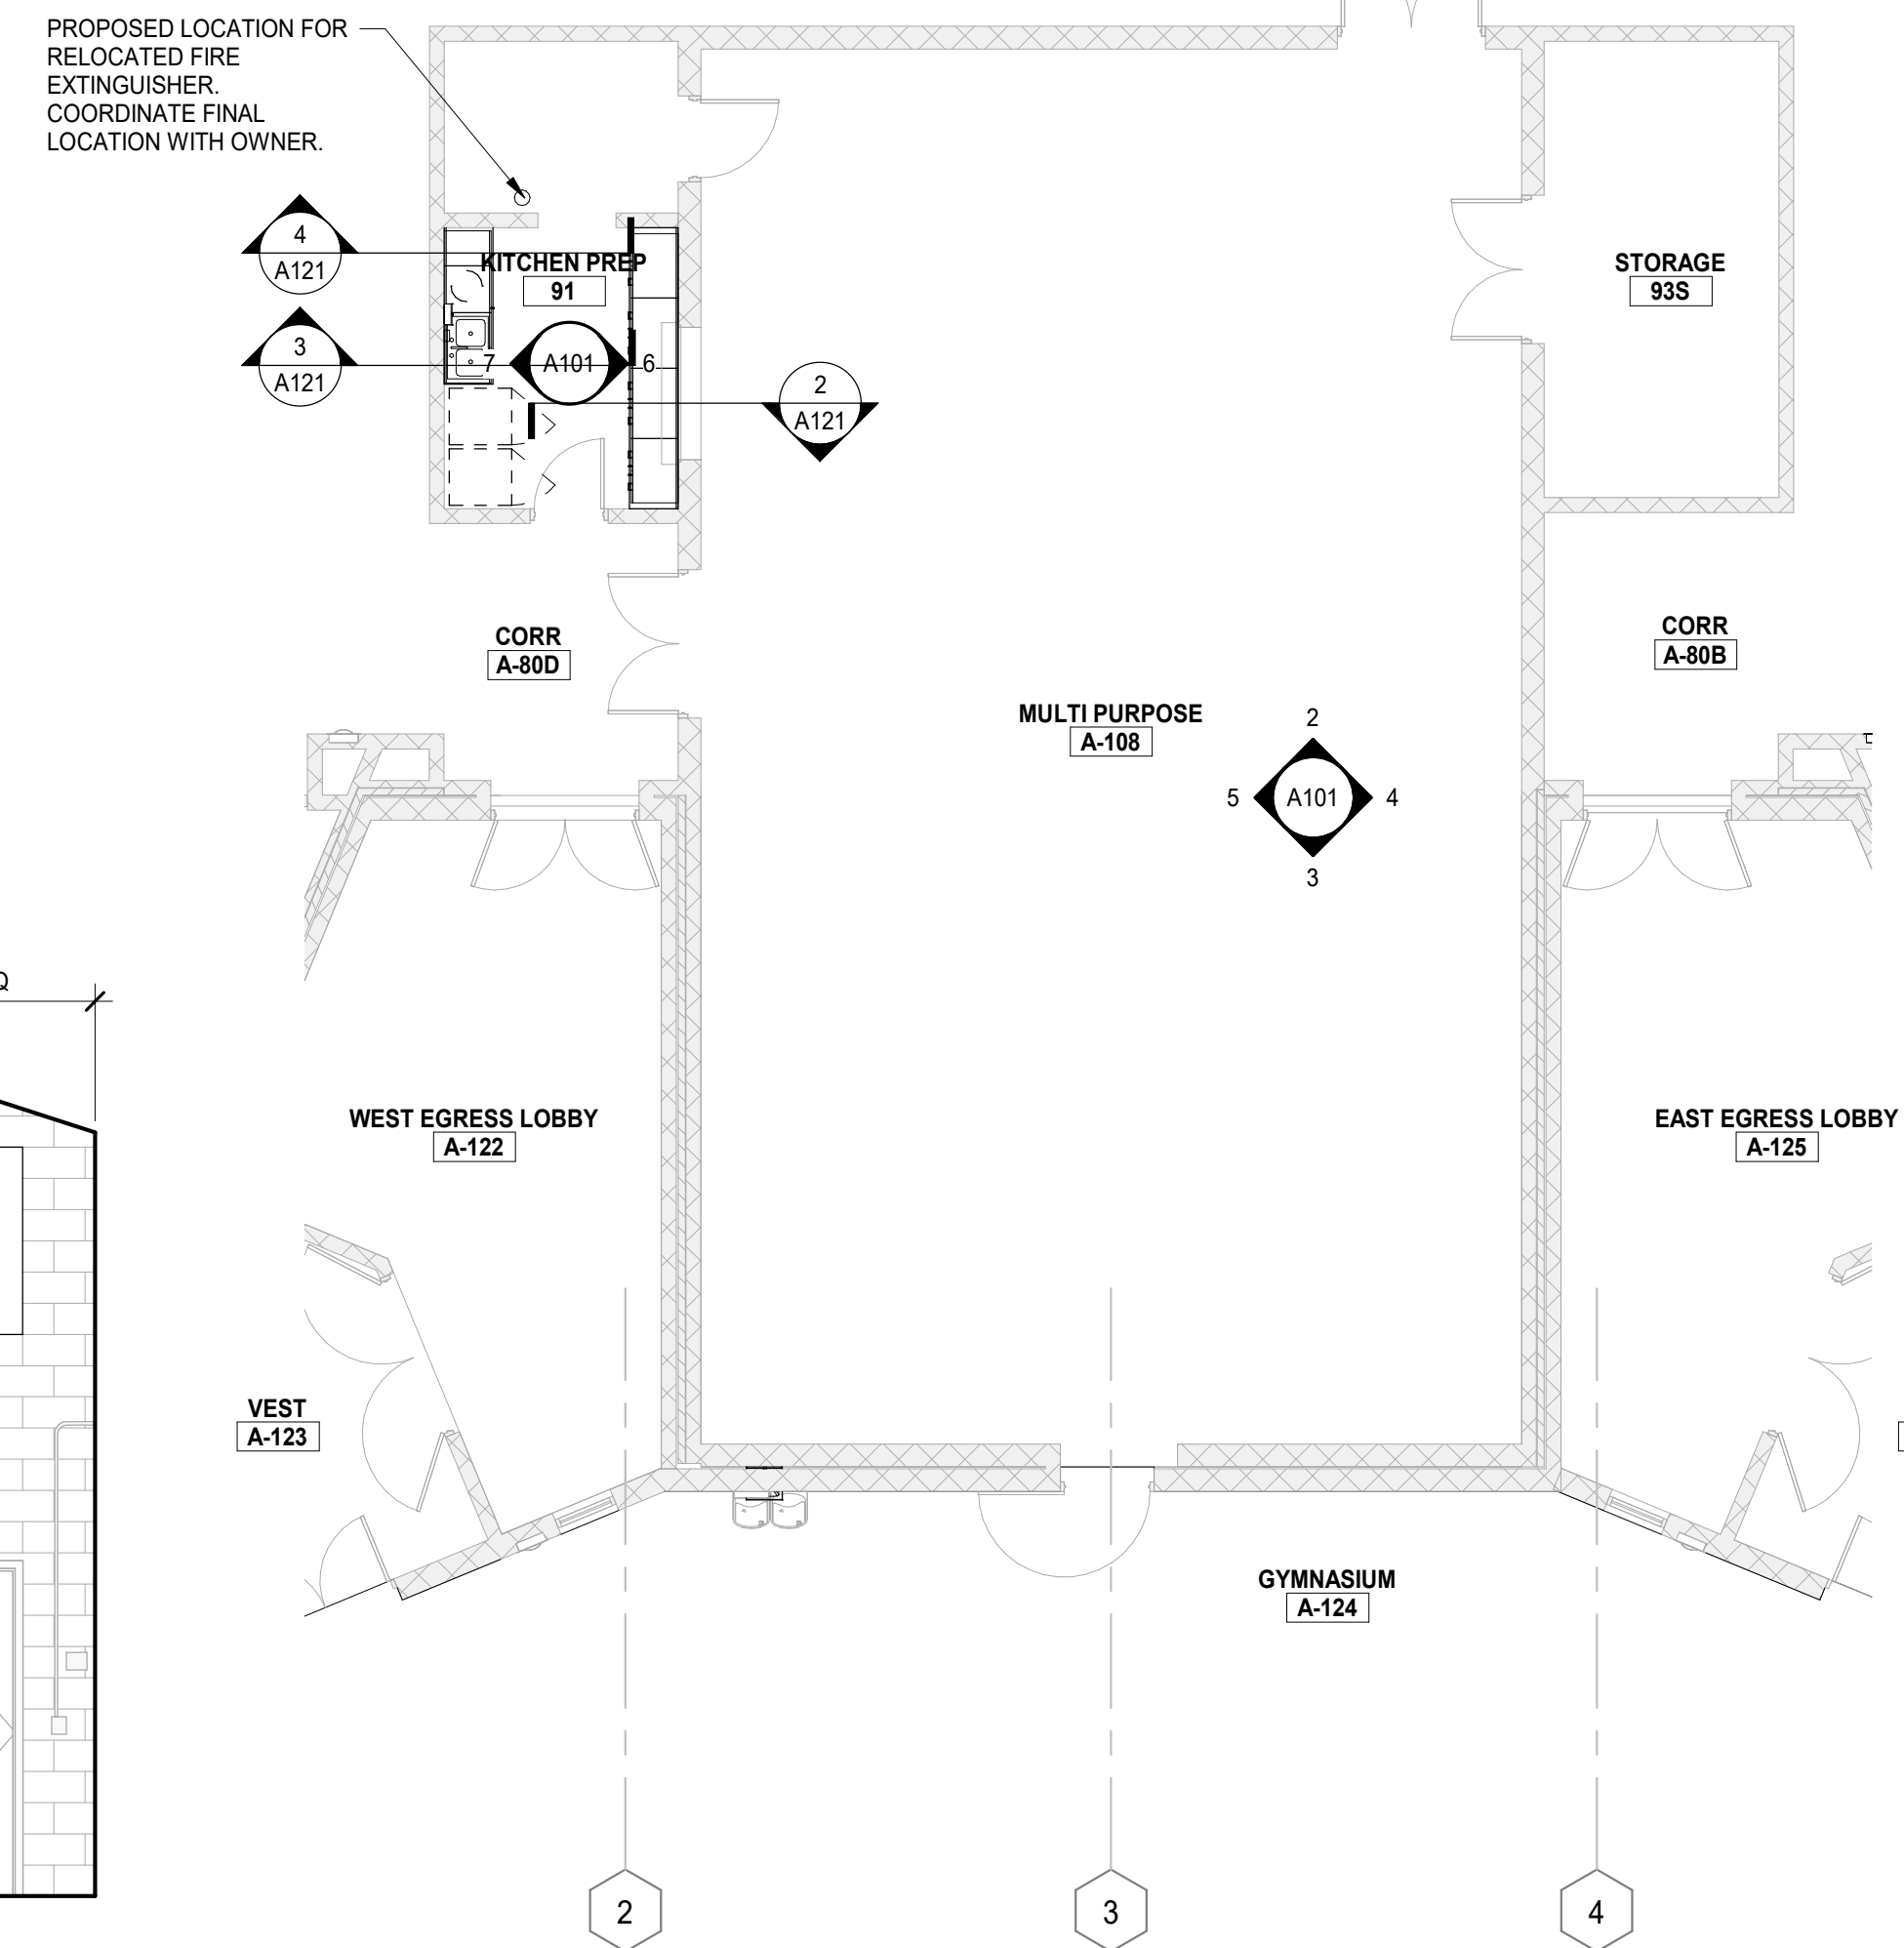 PROPOSED LOCATION FOR
RELOCATED FIRE
EXTINGUISHER.
COORDINATE FINAL
LOCATION WITH OWNER.
4
A121
KITCHEN PREP
91
STORAGE
93S
3
A121
7
A101
6
2
A121
CORR
A-80D
CORR
A-80B
MULTI PURPOSE
A-108
2
5
A101
4
3
Q
WEST EGRESS LOBBY
A-122
EAST EGRESS LOBBY
A-125
VEST
A-123
GYMNASIUM
A-124
2
3
4